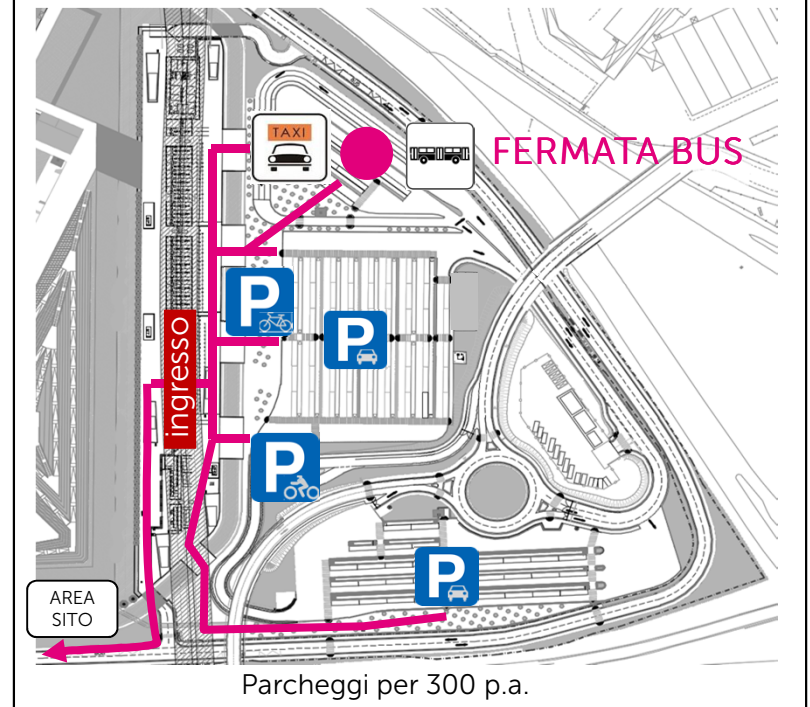 TAXI
FERMATA BUS
P
P
ingresso
P
P
AREA
SITO
Parcheggi per 300 p.a.